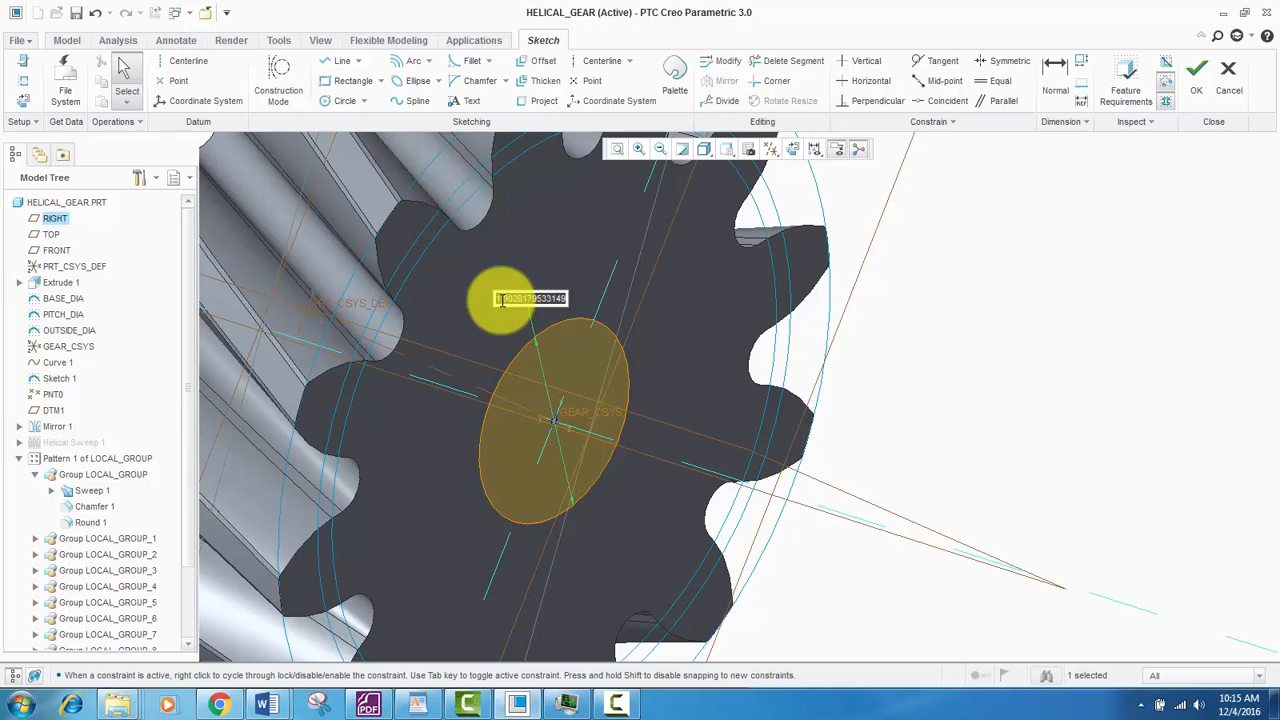 HELICAL_GEAR (Active) - PTC Creo Parametric 3.0
File Model Analysis Annotate Render Tools View Flexible Modeling Applications Sketch
Centerline Line Arc Fillet Offset Centerline Modify Delete Segment Vertical Tangent Symmetric
Point Rectangle Ellipse Chamfer Thicken Point Mirror Corner Horizontal Mid-point Equal
Coordinate System Circle Spline Text Project Coordinate System Divide Rotate Resize Perpendicular Coincident Parallel
File System Select Construction Mode Palette Normal Feature Requirements OK Cancel
Setup Get Data Operations Datum Sketching Editing Constrain Dimension Inspect Close
Model Tree
HELICAL_GEAR.PRT
RIGHT
TOP
FRONT
PRT_CSYS_DEF
Extrude 1
BASE_DIA
PITCH_DIA
OUTSIDE_DIA
GEAR_CSYS
Curve 1
Sketch 1
PNT0
DTM1
Mirror 1
Helical Sweep 1
Pattern 1 of LOCAL_GROUP
Group LOCAL_GROUP
Sweep 1
Chamfer 1
Round 1
Group LOCAL_GROUP_1
Group LOCAL_GROUP_2
Group LOCAL_GROUP_3
Group LOCAL_GROUP_4
Group LOCAL_GROUP_5
Group LOCAL_GROUP_6
Group LOCAL_GROUP_7
GEAR_CSYS
When a constraint is active, right click to cycle through lock/disable/enable the constraint. Use Tab key to toggle active constraint. Press and hold Shift to disable snapping to new constraints.
1 selected
All
10:15 AM
12/4/2016